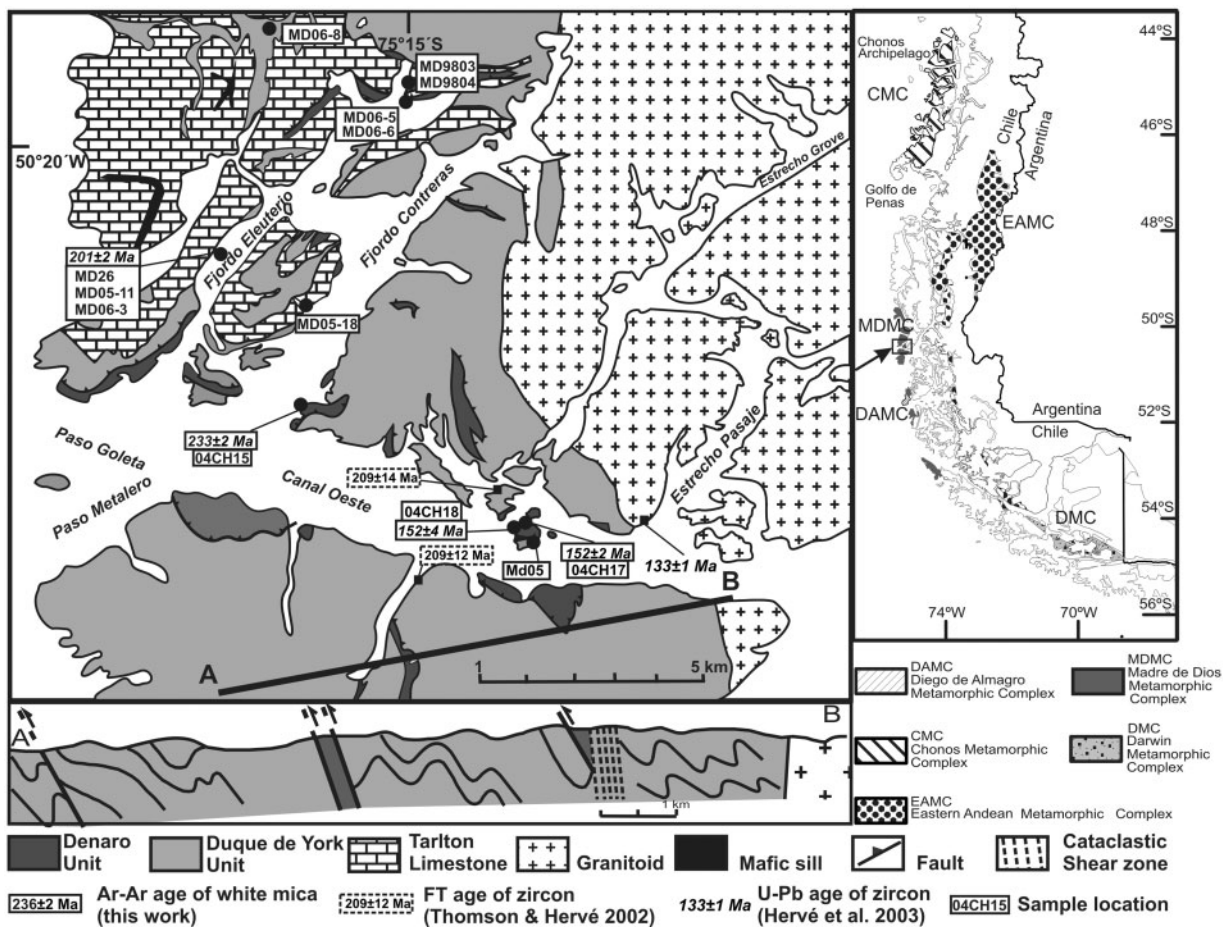 MD06-8
75°15´S
MD9803
MD9804
MD06-5
MD06-6
50°20´W
Estrecho Grove
Fjordo Contreras
Fjordo Eleuterio
201±2 Ma
MD26
MD05-11
MD06-3
MD05-18
Estrecho Pasaje
233±2 Ma
04CH15
Paso Goleta
Paso Metalero
Canal Oeste
209±14 Ma
04CH18
152±4 Ma
209±12 Ma
Md05
152±2 Ma
04CH17
133±1 Ma
A
B
1
5 km
44°S
46°S
48°S
50°S
52°S
54°S
56°S
74°W
70°W
Chonos
Archipelago
CMC
Chile
Argentina
Golfo de
Penas
EAMC
MDMC
DAMC
Argentina
Chile
DMC
A
B
1 km
DAMC
Diego de Almagro
Metamorphic Complex
MDMC
Madre de Dios
Metamorphic
Complex
CMC
Chonos Metamorphic
Complex
DMC
Darwin
Metamorphic
Complex
EAMC
Eastern Andean Metamorphic Complex
Denaro
Unit
Duque de York
Unit
Tarlton
Limestone
Granitoid
Mafic sill
Fault
Cataclastic
Shear zone
236±2 Ma
Ar-Ar age of white mica
(this work)
209±12 Ma
FT age of zircon
(Thomson & Hervé 2002)
133±1 Ma
U-Pb age of zircon
(Hervé et al. 2003)
04CH15
Sample location